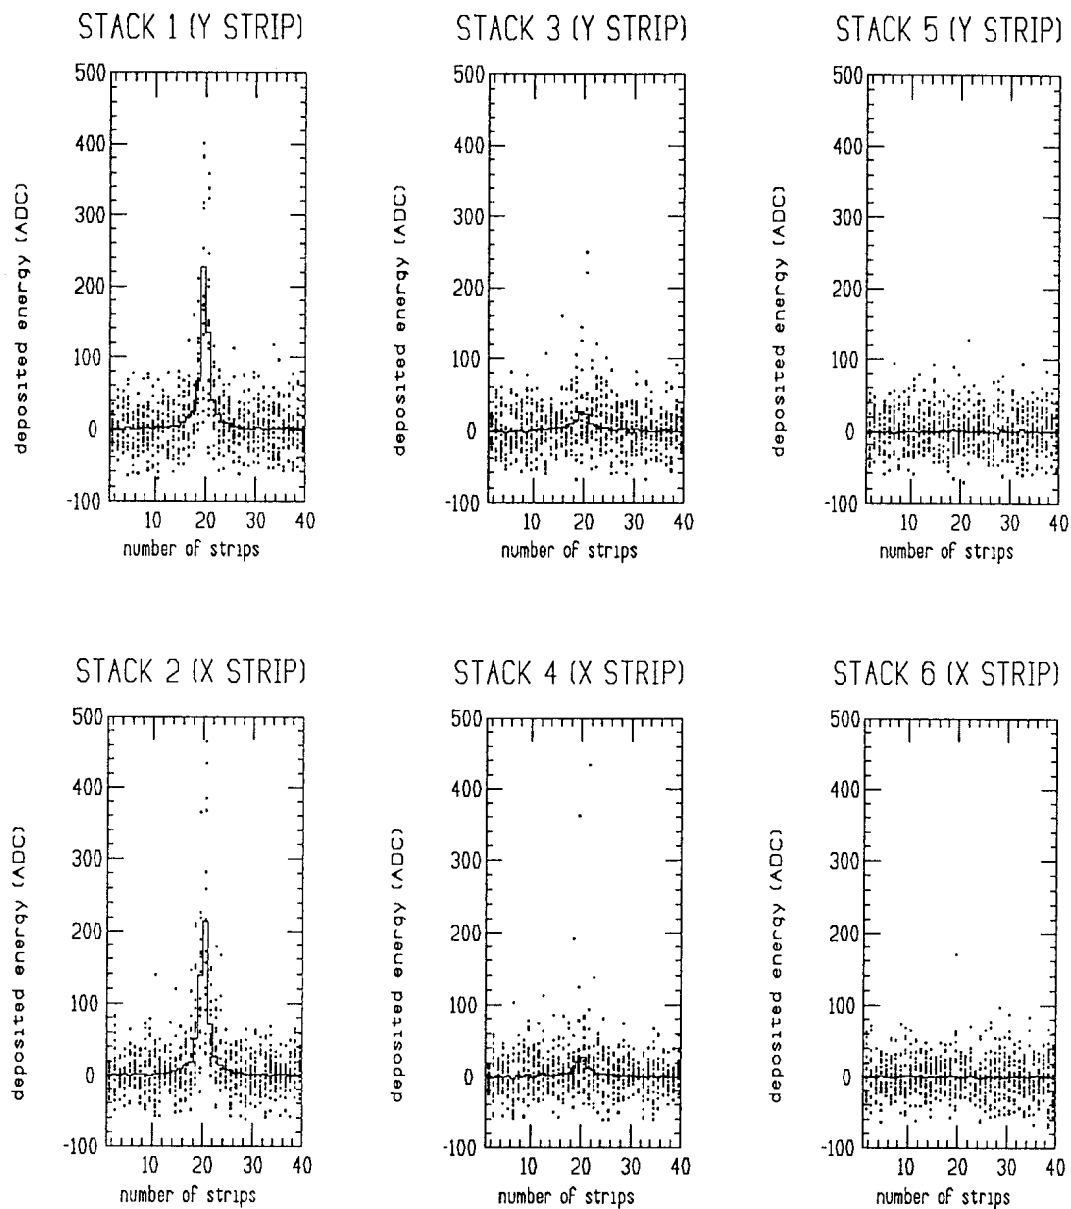 STACK 1 (Y STRIP)
500
400
300
200
100
0
-100
10 20 30 40
deposited energy (ADC)
number of strips
STACK 3 (Y STRIP)
500
400
300
200
100
0
-100
10 20 30 40
deposited energy (ADC)
number of strips
STACK 5 (Y STRIP)
500
400
300
200
100
0
-100
10 20 30 40
deposited energy (ADC)
number of strips
STACK 2 (X STRIP)
500
400
300
200
100
0
-100
10 20 30 40
deposited energy (ADC)
number of strips
STACK 4 (X STRIP)
500
400
300
200
100
0
-100
10 20 30 40
deposited energy (ADC)
number of strips
STACK 6 (X STRIP)
500
400
300
200
100
0
-100
10 20 30 40
deposited energy (ADC)
number of strips